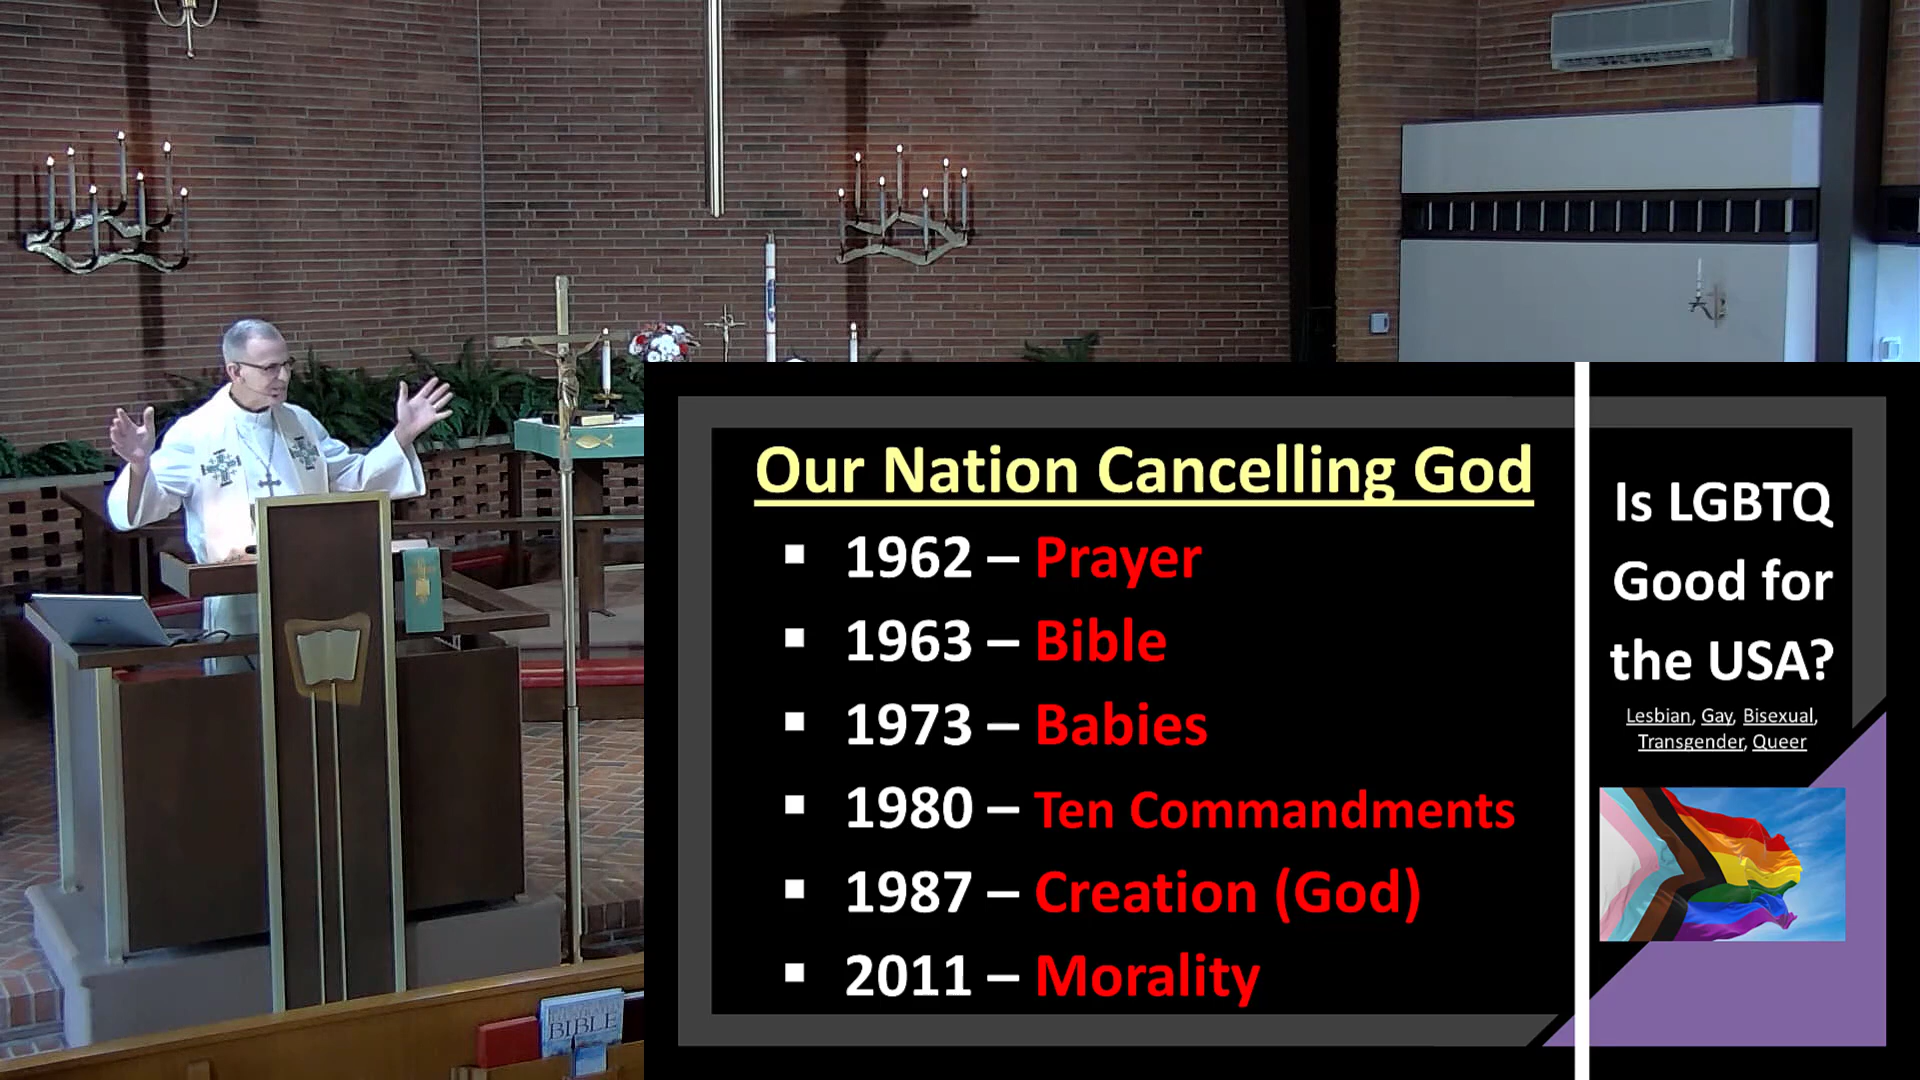 Our Nation Cancelling God
▪ 1962 – Prayer
▪ 1963 – Bible
▪ 1973 – Babies
▪ 1980 – Ten Commandments
▪ 1987 – Creation (God)
▪ 2011 – Morality
Is LGBTQ
Good for
the USA?
Lesbian, Gay, Bisexual,
Transgender, Queer
BIBLE